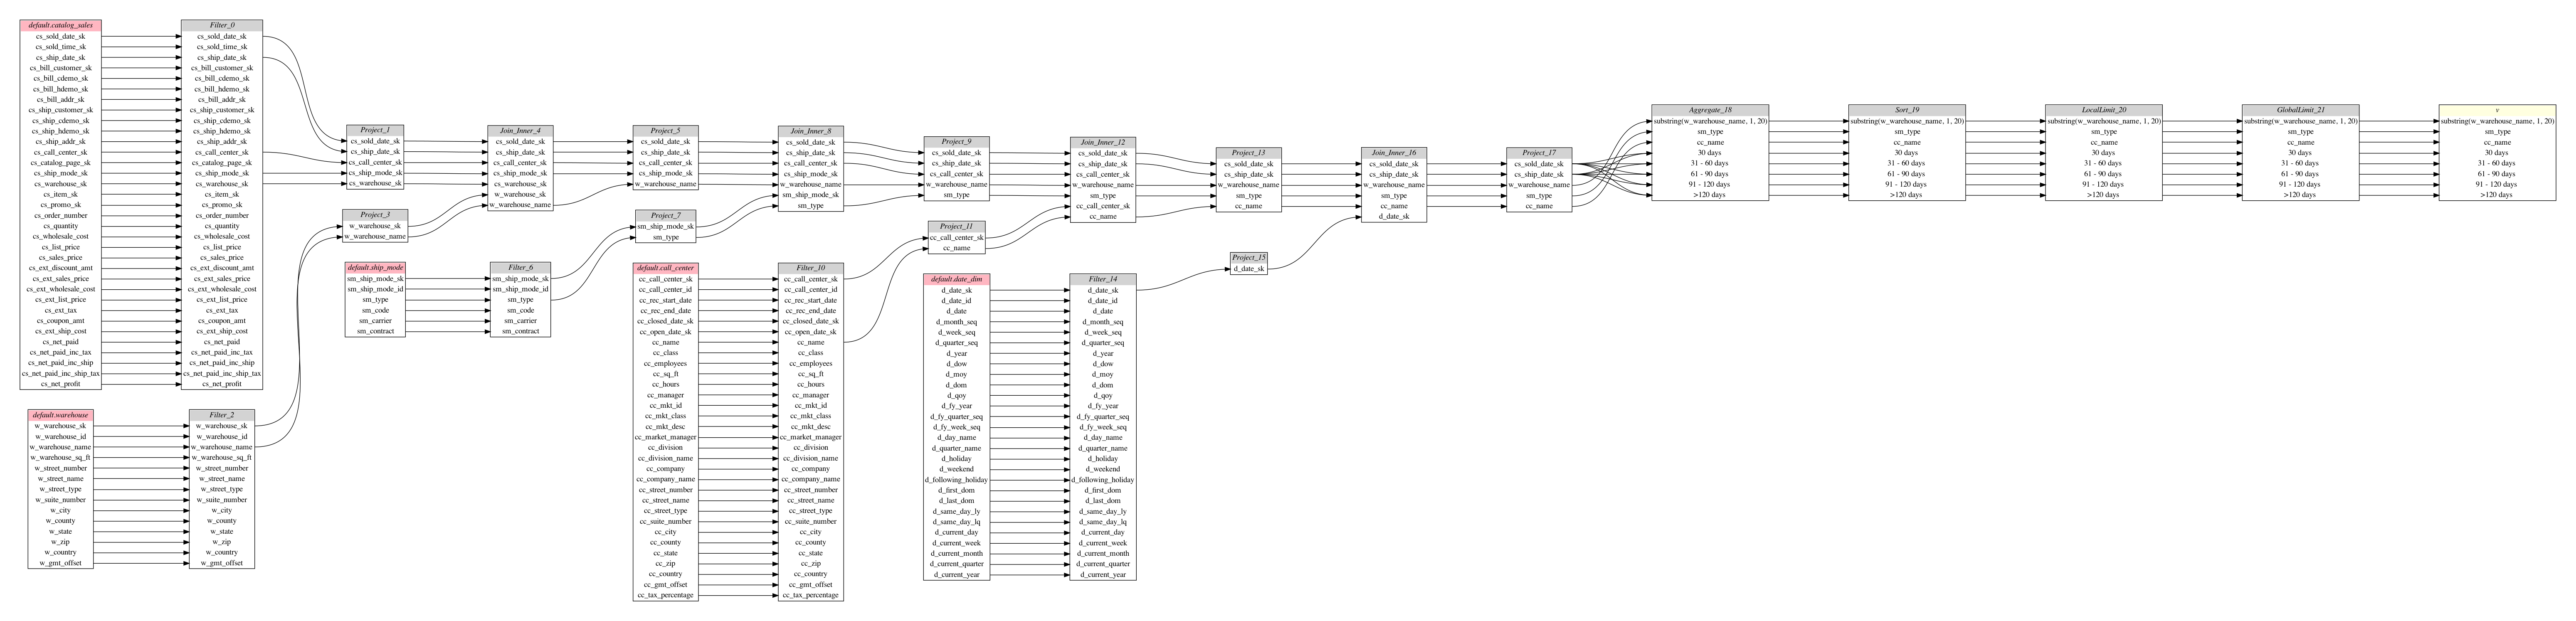 default.catalog_sales
cs_sold_date_sk
cs_sold_time_sk
cs_ship_date_sk
cs_bill_customer_sk
cs_bill_cdemo_sk
cs_bill_hdemo_sk
cs_bill_addr_sk
cs_ship_customer_sk
cs_ship_cdemo_sk
cs_ship_hdemo_sk
cs_ship_addr_sk
cs_call_center_sk
cs_catalog_page_sk
cs_ship_mode_sk
cs_warehouse_sk
cs_item_sk
cs_promo_sk
cs_order_number
cs_quantity
cs_wholesale_cost
cs_list_price
cs_sales_price
cs_ext_discount_amt
cs_ext_sales_price
cs_ext_wholesale_cost
cs_ext_list_price
cs_ext_tax
cs_coupon_amt
cs_ext_ship_cost
cs_net_paid
cs_net_paid_inc_tax
cs_net_paid_inc_ship
cs_net_paid_inc_ship_tax
cs_net_profit
default.warehouse
w_warehouse_sk
w_warehouse_id
w_warehouse_name
w_warehouse_sq_ft
w_street_number
w_street_name
w_street_type
w_suite_number
w_city
w_county
w_state
w_zip
w_country
w_gmt_offset
Filter_0
cs_sold_date_sk
cs_sold_time_sk
cs_ship_date_sk
cs_bill_customer_sk
cs_bill_cdemo_sk
cs_bill_hdemo_sk
cs_bill_addr_sk
cs_ship_customer_sk
cs_ship_cdemo_sk
cs_ship_hdemo_sk
cs_ship_addr_sk
cs_call_center_sk
cs_catalog_page_sk
cs_ship_mode_sk
cs_warehouse_sk
cs_item_sk
cs_promo_sk
cs_order_number
cs_quantity
cs_wholesale_cost
cs_list_price
cs_sales_price
cs_ext_discount_amt
cs_ext_sales_price
cs_ext_wholesale_cost
cs_ext_list_price
cs_ext_tax
cs_coupon_amt
cs_ext_ship_cost
cs_net_paid
cs_net_paid_inc_tax
cs_net_paid_inc_ship
cs_net_paid_inc_ship_tax
cs_net_profit
Filter_2
w_warehouse_sk
w_warehouse_id
w_warehouse_name
w_warehouse_sq_ft
w_street_number
w_street_name
w_street_type
w_suite_number
w_city
w_county
w_state
w_zip
w_country
w_gmt_offset
Project_1
cs_sold_date_sk
cs_ship_date_sk
cs_call_center_sk
cs_ship_mode_sk
cs_warehouse_sk
Project_3
w_warehouse_sk
w_warehouse_name
default.ship_mode
sm_ship_mode_sk
sm_ship_mode_id
sm_type
sm_code
sm_carrier
sm_contract
Join_Inner_4
cs_sold_date_sk
cs_ship_date_sk
cs_call_center_sk
cs_ship_mode_sk
cs_warehouse_sk
w_warehouse_sk
w_warehouse_name
Filter_6
sm_ship_mode_sk
sm_ship_mode_id
sm_type
sm_code
sm_carrier
sm_contract
Project_5
cs_sold_date_sk
cs_ship_date_sk
cs_call_center_sk
cs_ship_mode_sk
w_warehouse_name
Project_7
sm_ship_mode_sk
sm_type
default.call_center
cc_call_center_sk
cc_call_center_id
cc_rec_start_date
cc_rec_end_date
cc_closed_date_sk
cc_open_date_sk
cc_name
cc_class
cc_employees
cc_sq_ft
cc_hours
cc_manager
cc_mkt_id
cc_mkt_class
cc_mkt_desc
cc_market_manager
cc_division
cc_division_name
cc_company
cc_company_name
cc_street_number
cc_street_name
cc_street_type
cc_suite_number
cc_city
cc_county
cc_state
cc_zip
cc_country
cc_gmt_offset
cc_tax_percentage
Join_Inner_8
cs_sold_date_sk
cs_ship_date_sk
cs_call_center_sk
cs_ship_mode_sk
w_warehouse_name
sm_ship_mode_sk
sm_type
Filter_10
cc_call_center_sk
cc_call_center_id
cc_rec_start_date
cc_rec_end_date
cc_closed_date_sk
cc_open_date_sk
cc_name
cc_class
cc_employees
cc_sq_ft
cc_hours
cc_manager
cc_mkt_id
cc_mkt_class
cc_mkt_desc
cc_market_manager
cc_division
cc_division_name
cc_company
cc_company_name
cc_street_number
cc_street_name
cc_street_type
cc_suite_number
cc_city
cc_county
cc_state
cc_zip
cc_country
cc_gmt_offset
cc_tax_percentage
Project_9
cs_sold_date_sk
cs_ship_date_sk
cs_call_center_sk
w_warehouse_name
sm_type
Project_11
cc_call_center_sk
cc_name
default.date_dim
d_date_sk
d_date_id
d_date
d_month_seq
d_week_seq
d_quarter_seq
d_year
d_dow
d_moy
d_dom
d_qoy
d_fy_year
d_fy_quarter_seq
d_fy_week_seq
d_day_name
d_quarter_name
d_holiday
d_weekend
d_following_holiday
d_first_dom
d_last_dom
d_same_day_ly
d_same_day_lq
d_current_day
d_current_week
d_current_month
d_current_quarter
d_current_year
Join_Inner_12
cs_sold_date_sk
cs_ship_date_sk
cs_call_center_sk
w_warehouse_name
sm_type
cc_call_center_sk
cc_name
Filter_14
d_date_sk
d_date_id
d_date
d_month_seq
d_week_seq
d_quarter_seq
d_year
d_dow
d_moy
d_dom
d_qoy
d_fy_year
d_fy_quarter_seq
d_fy_week_seq
d_day_name
d_quarter_name
d_holiday
d_weekend
d_following_holiday
d_first_dom
d_last_dom
d_same_day_ly
d_same_day_lq
d_current_day
d_current_week
d_current_month
d_current_quarter
d_current_year
Project_13
cs_sold_date_sk
cs_ship_date_sk
w_warehouse_name
sm_type
cc_name
Project_15
d_date_sk
Join_Inner_16
cs_sold_date_sk
cs_ship_date_sk
w_warehouse_name
sm_type
cc_name
d_date_sk
Project_17
cs_sold_date_sk
cs_ship_date_sk
w_warehouse_name
sm_type
cc_name
Aggregate_18
substring(w_warehouse_name, 1, 20)
sm_type
cc_name
30 days
31 - 60 days
61 - 90 days
91 - 120 days
>120 days
Sort_19
substring(w_warehouse_name, 1, 20)
sm_type
cc_name
30 days
31 - 60 days
61 - 90 days
91 - 120 days
>120 days
LocalLimit_20
substring(w_warehouse_name, 1, 20)
sm_type
cc_name
30 days
31 - 60 days
61 - 90 days
91 - 120 days
>120 days
GlobalLimit_21
substring(w_warehouse_name, 1, 20)
sm_type
cc_name
30 days
31 - 60 days
61 - 90 days
91 - 120 days
>120 days
v
substring(w_warehouse_name, 1, 20)
sm_type
cc_name
30 days
31 - 60 days
61 - 90 days
91 - 120 days
>120 days